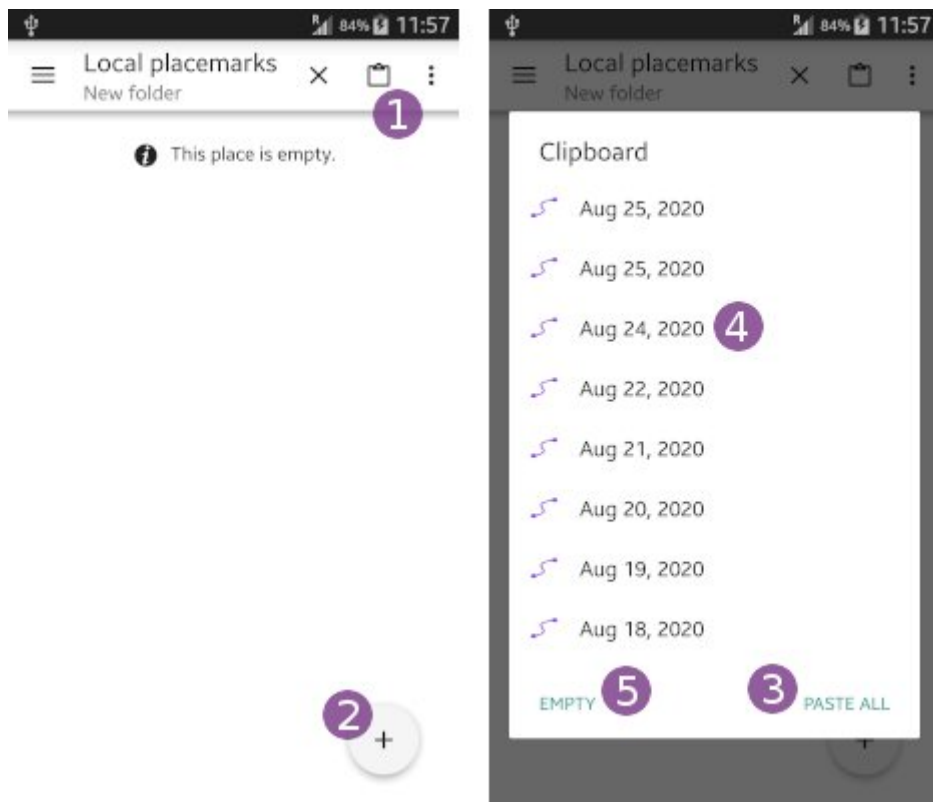 R 84% 11:57
Local placemarks
New folder
1
i This place is empty.
2
+
R 84% 11:57
Local placemarks
New folder
Clipboard
Aug 25, 2020
Aug 25, 2020
Aug 24, 2020 4
Aug 22, 2020
Aug 21, 2020
Aug 20, 2020
Aug 19, 2020
Aug 18, 2020
EMPTY 5 3 PASTE ALL